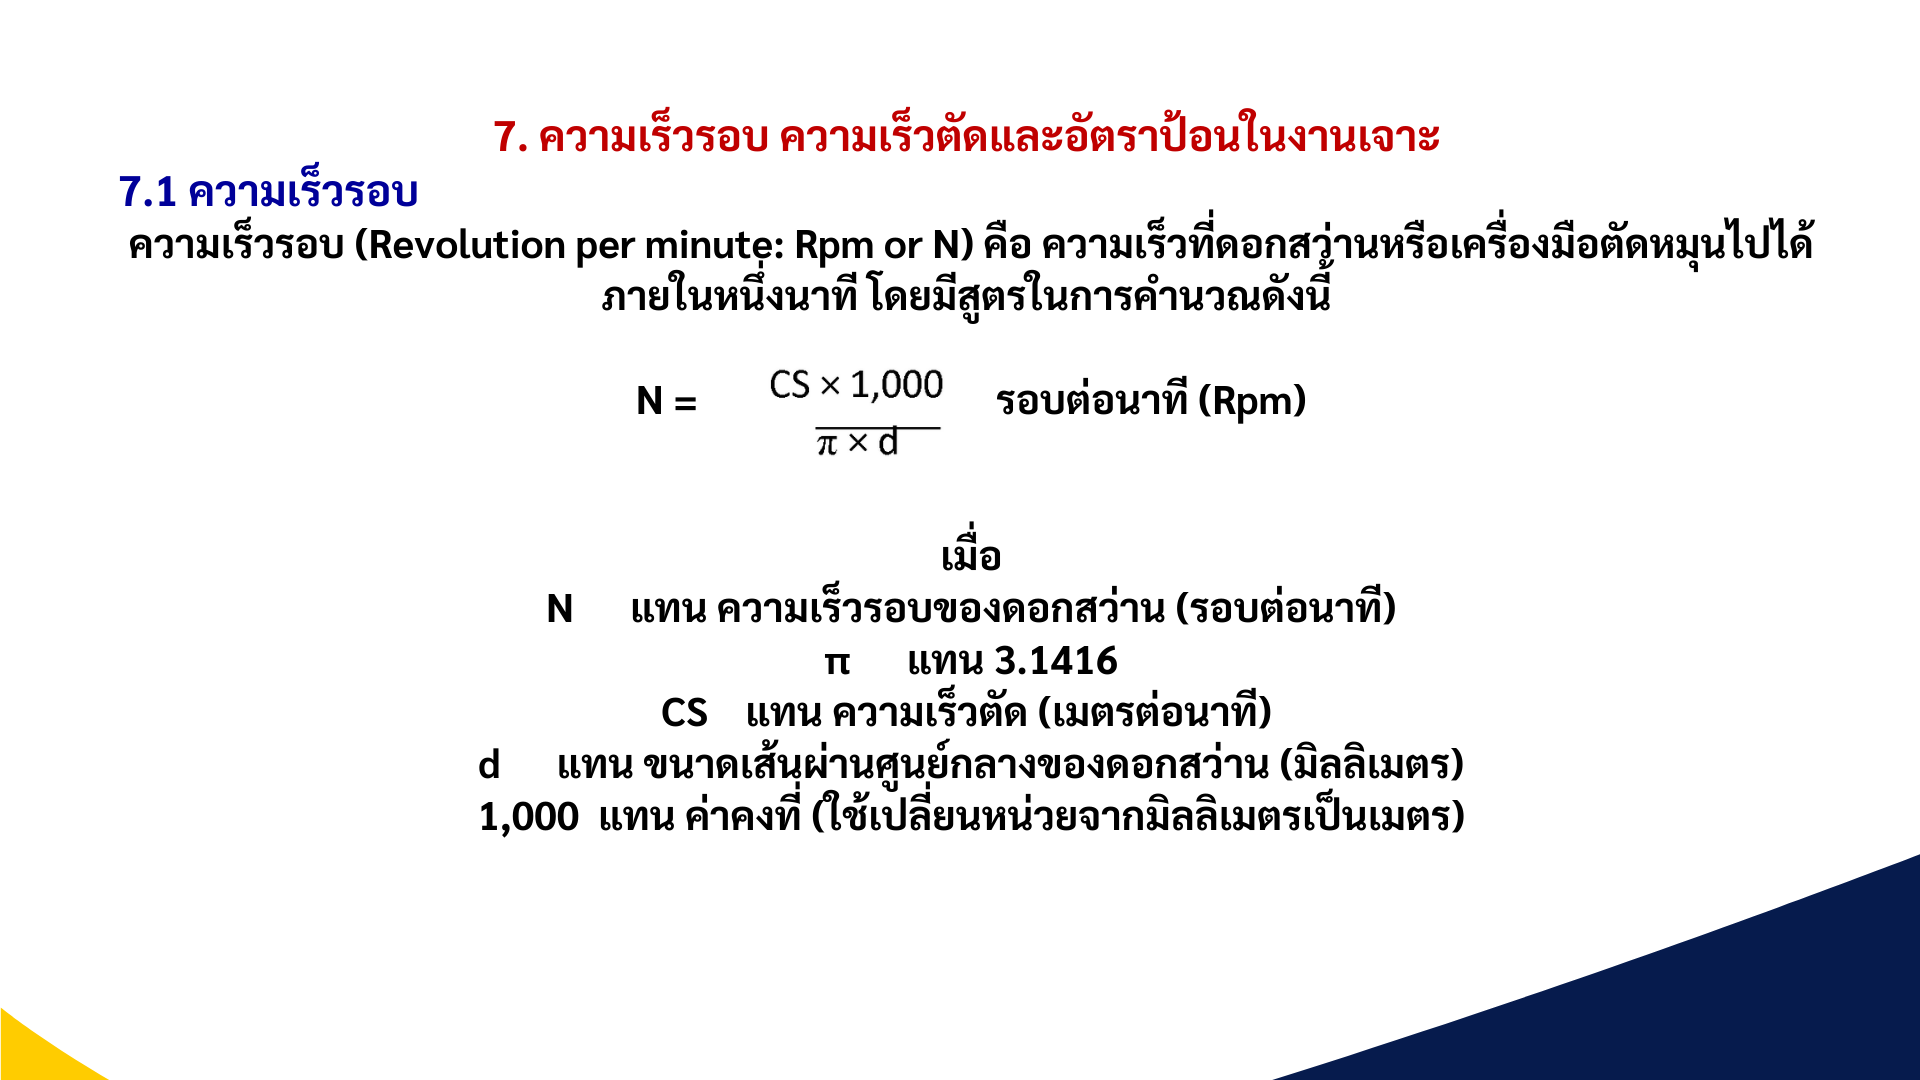 7. ความเร็วรอบ ความเร็วตัดและอัตราป้อนในงานเจาะ
7.1 ความเร็วรอบ
ความเร็วรอบ (Revolution per minute: Rpm or N) คือ ความเร็วที่ดอกสว่านหรือเครื่องมือตัดหมุนไปได้
ภายในหนึ่งนาที โดยมีสูตรในการคำนวณดังนี้
N = CS × 1,000 รอบต่อนาที (Rpm)
π × d
เมื่อ
N แทน ความเร็วรอบของดอกสว่าน (รอบต่อนาที)
π แทน 3.1416
CS แทน ความเร็วตัด (เมตรต่อนาที)
d แทน ขนาดเส้นผ่านศูนย์กลางของดอกสว่าน (มิลลิเมตร)
1,000 แทน ค่าคงที่ (ใช้เปลี่ยนหน่วยจากมิลลิเมตรเป็นเมตร)